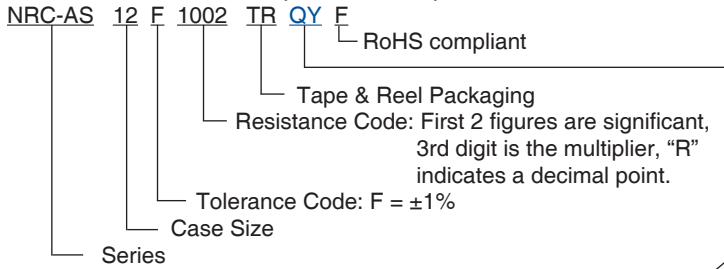 NRC-AS 12 F 1002 TR QY F
RoHS compliant
Tape & Reel Packaging
Resistance Code: First 2 figures are significant,
3rd digit is the multiplier, “R”
indicates a decimal point.
Tolerance Code: F = ±1%
Case Size
Series